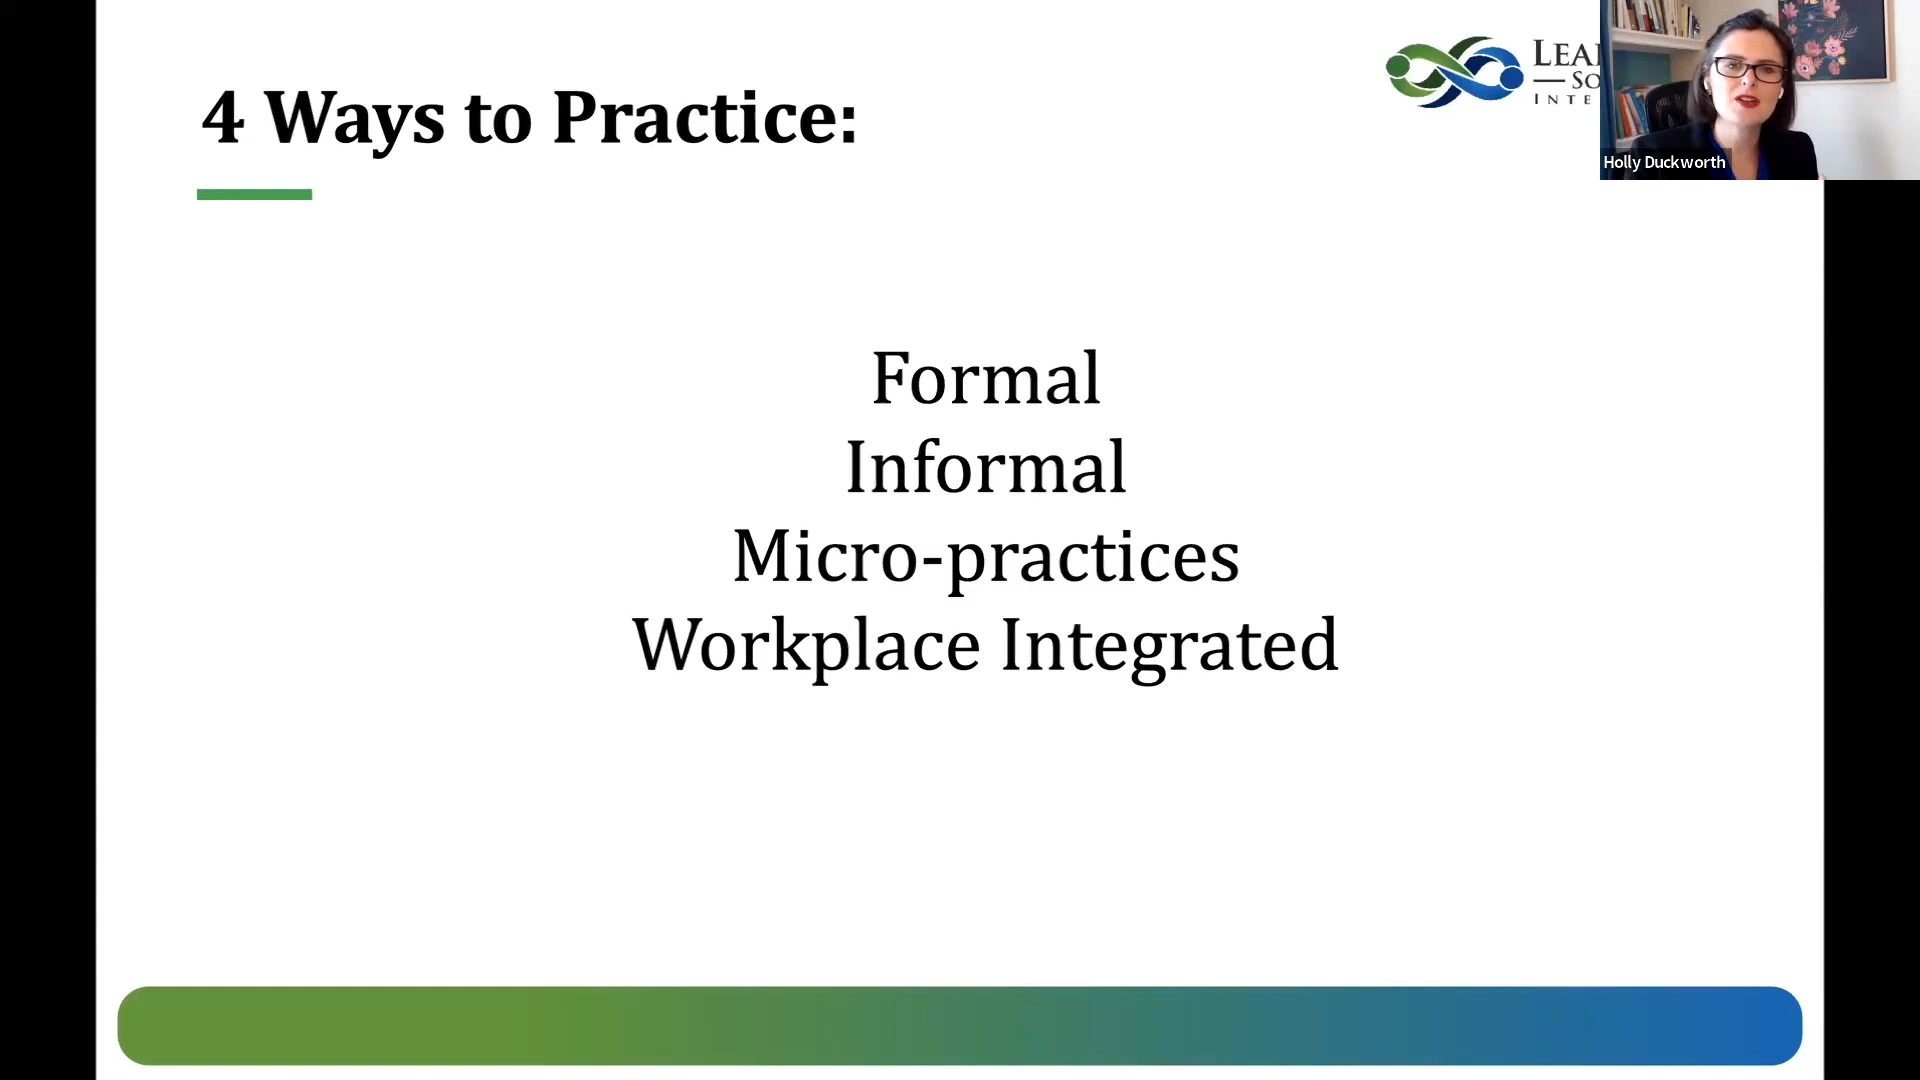 4 Ways to Practice:
Holly Duckworth
Formal
Informal
Micro-practices
Workplace Integrated